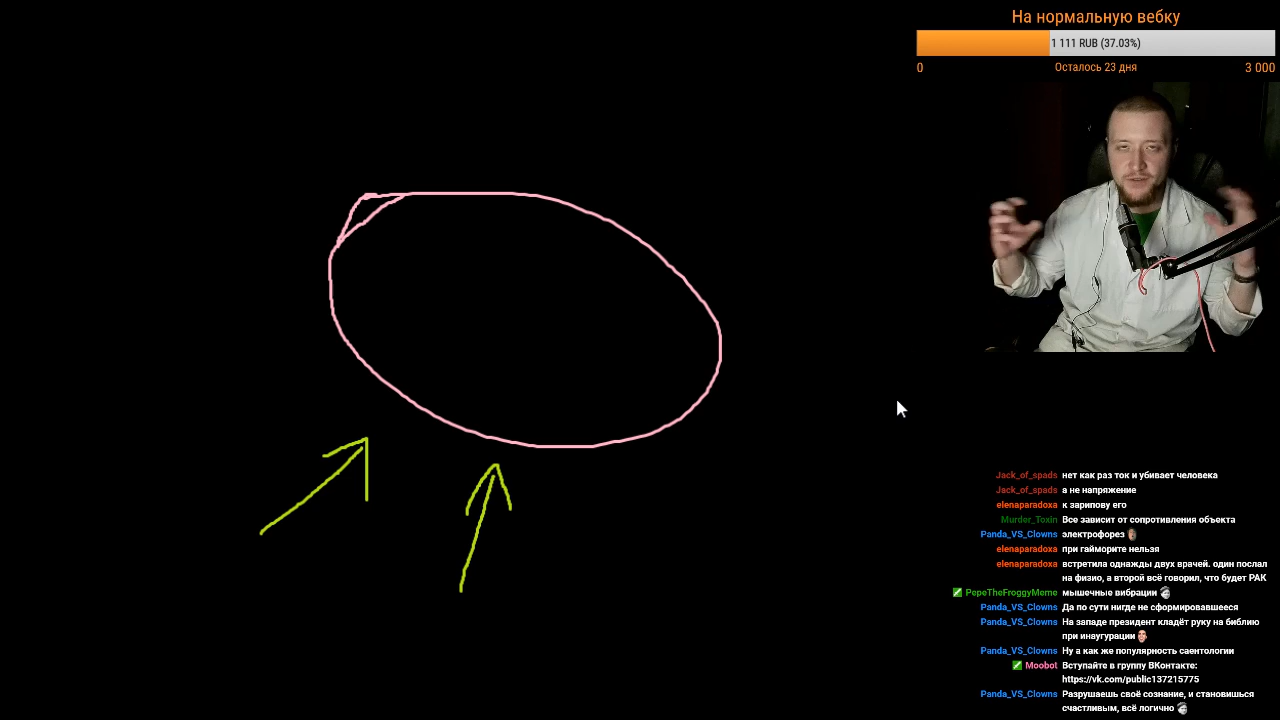 На нормальную вебку
1 111 RUB (37.03%)
0 Осталось 23 дня 3 000
Jack_of_spads нет как раз ток и убивает человека
Jack_of_spads а не напряжение
elenaparadoxa к зарипову его
Murder_Toxin Все зависит от сопротивления объекта
Panda_VS_Clowns электрофорез
elenaparadoxa при гайморите нельзя
elenaparadoxa встретила однажды двух врачей. один послал
на физио, а второй всё говорил, что будет РАК
PepeTheFroggyMeme мышечные вибрации
Panda_VS_Clowns Да по сути нигде не сформировавшееся
Panda_VS_Clowns На западе президент кладёт руку на библию
при инаугурации
Panda_VS_Clowns Ну а как же популярность саентологии
Moobot Вступайте в группу ВКонтакте:
https://vk.com/public137215775
Panda_VS_Clowns Разрушаешь своё сознание, и становишься
счастливым, всё логично